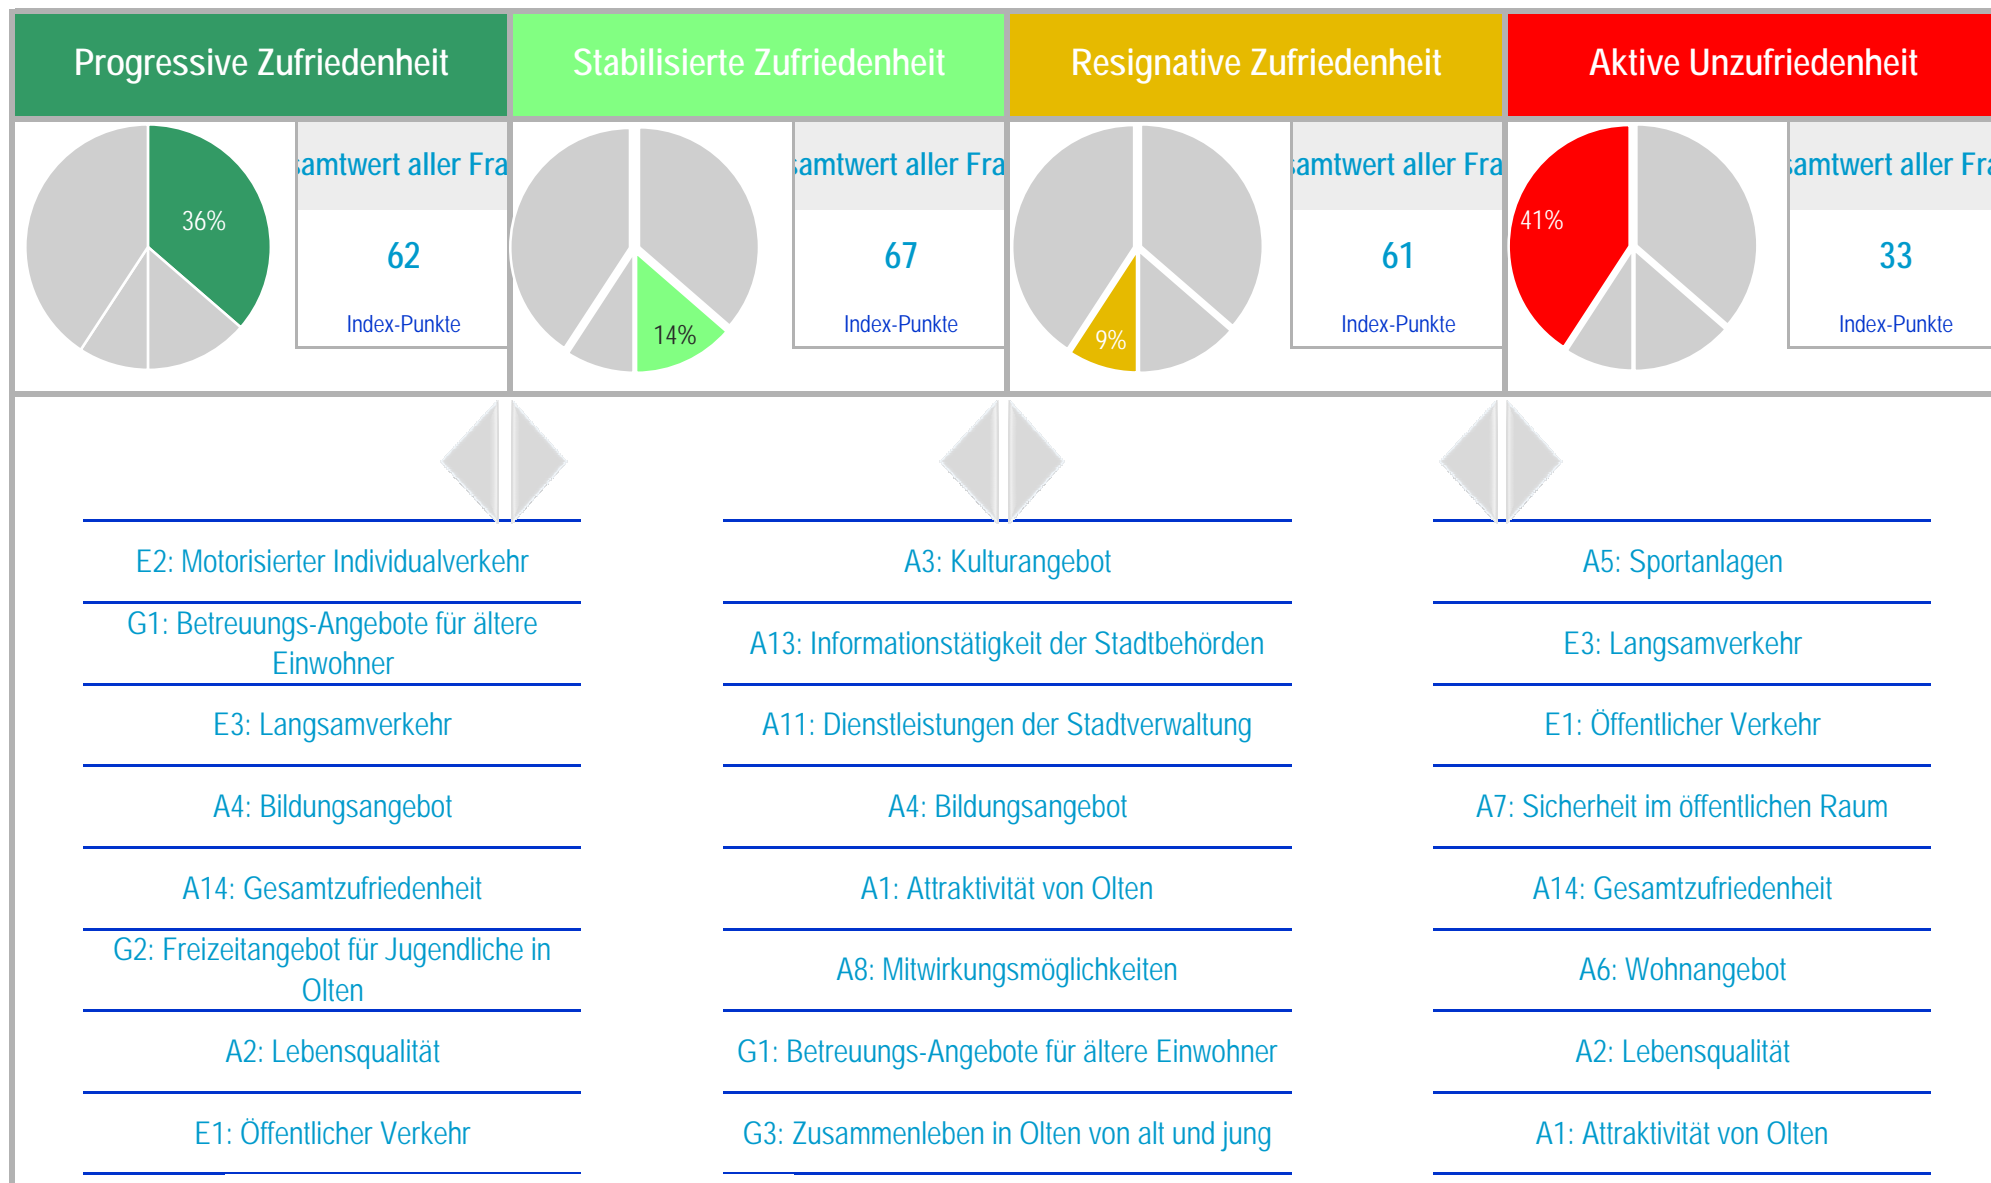 Progressive Zufriedenheit
Stabilisierte Zufriedenheit
Resignative Zufriedenheit
Aktive Unzufriedenheit
36%
samtwert aller Fra
62
Index-Punkte
14%
samtwert aller Fra
67
Index-Punkte
9%
samtwert aller Fra
61
Index-Punkte
41%
samtwert aller Fra
33
Index-Punkte
E2: Motorisierter Individualverkehr
G1: Betreuungs-Angebote für ältere
Einwohner
E3: Langsamverkehr
A4: Bildungsangebot
A14: Gesamtzufriedenheit
G2: Freizeitangebot für Jugendliche in
Olten
A2: Lebensqualität
E1: Öffentlicher Verkehr
A3: Kulturangebot
A13: Informationstätigkeit der Stadtbehörden
A11: Dienstleistungen der Stadtverwaltung
A4: Bildungsangebot
A1: Attraktivität von Olten
A8: Mitwirkungsmöglichkeiten
G1: Betreuungs-Angebote für ältere Einwohner
G3: Zusammenleben in Olten von alt und jung
A5: Sportanlagen
E3: Langsamverkehr
E1: Öffentlicher Verkehr
A7: Sicherheit im öffentlichen Raum
A14: Gesamtzufriedenheit
A6: Wohnangebot
A2: Lebensqualität
A1: Attraktivität von Olten